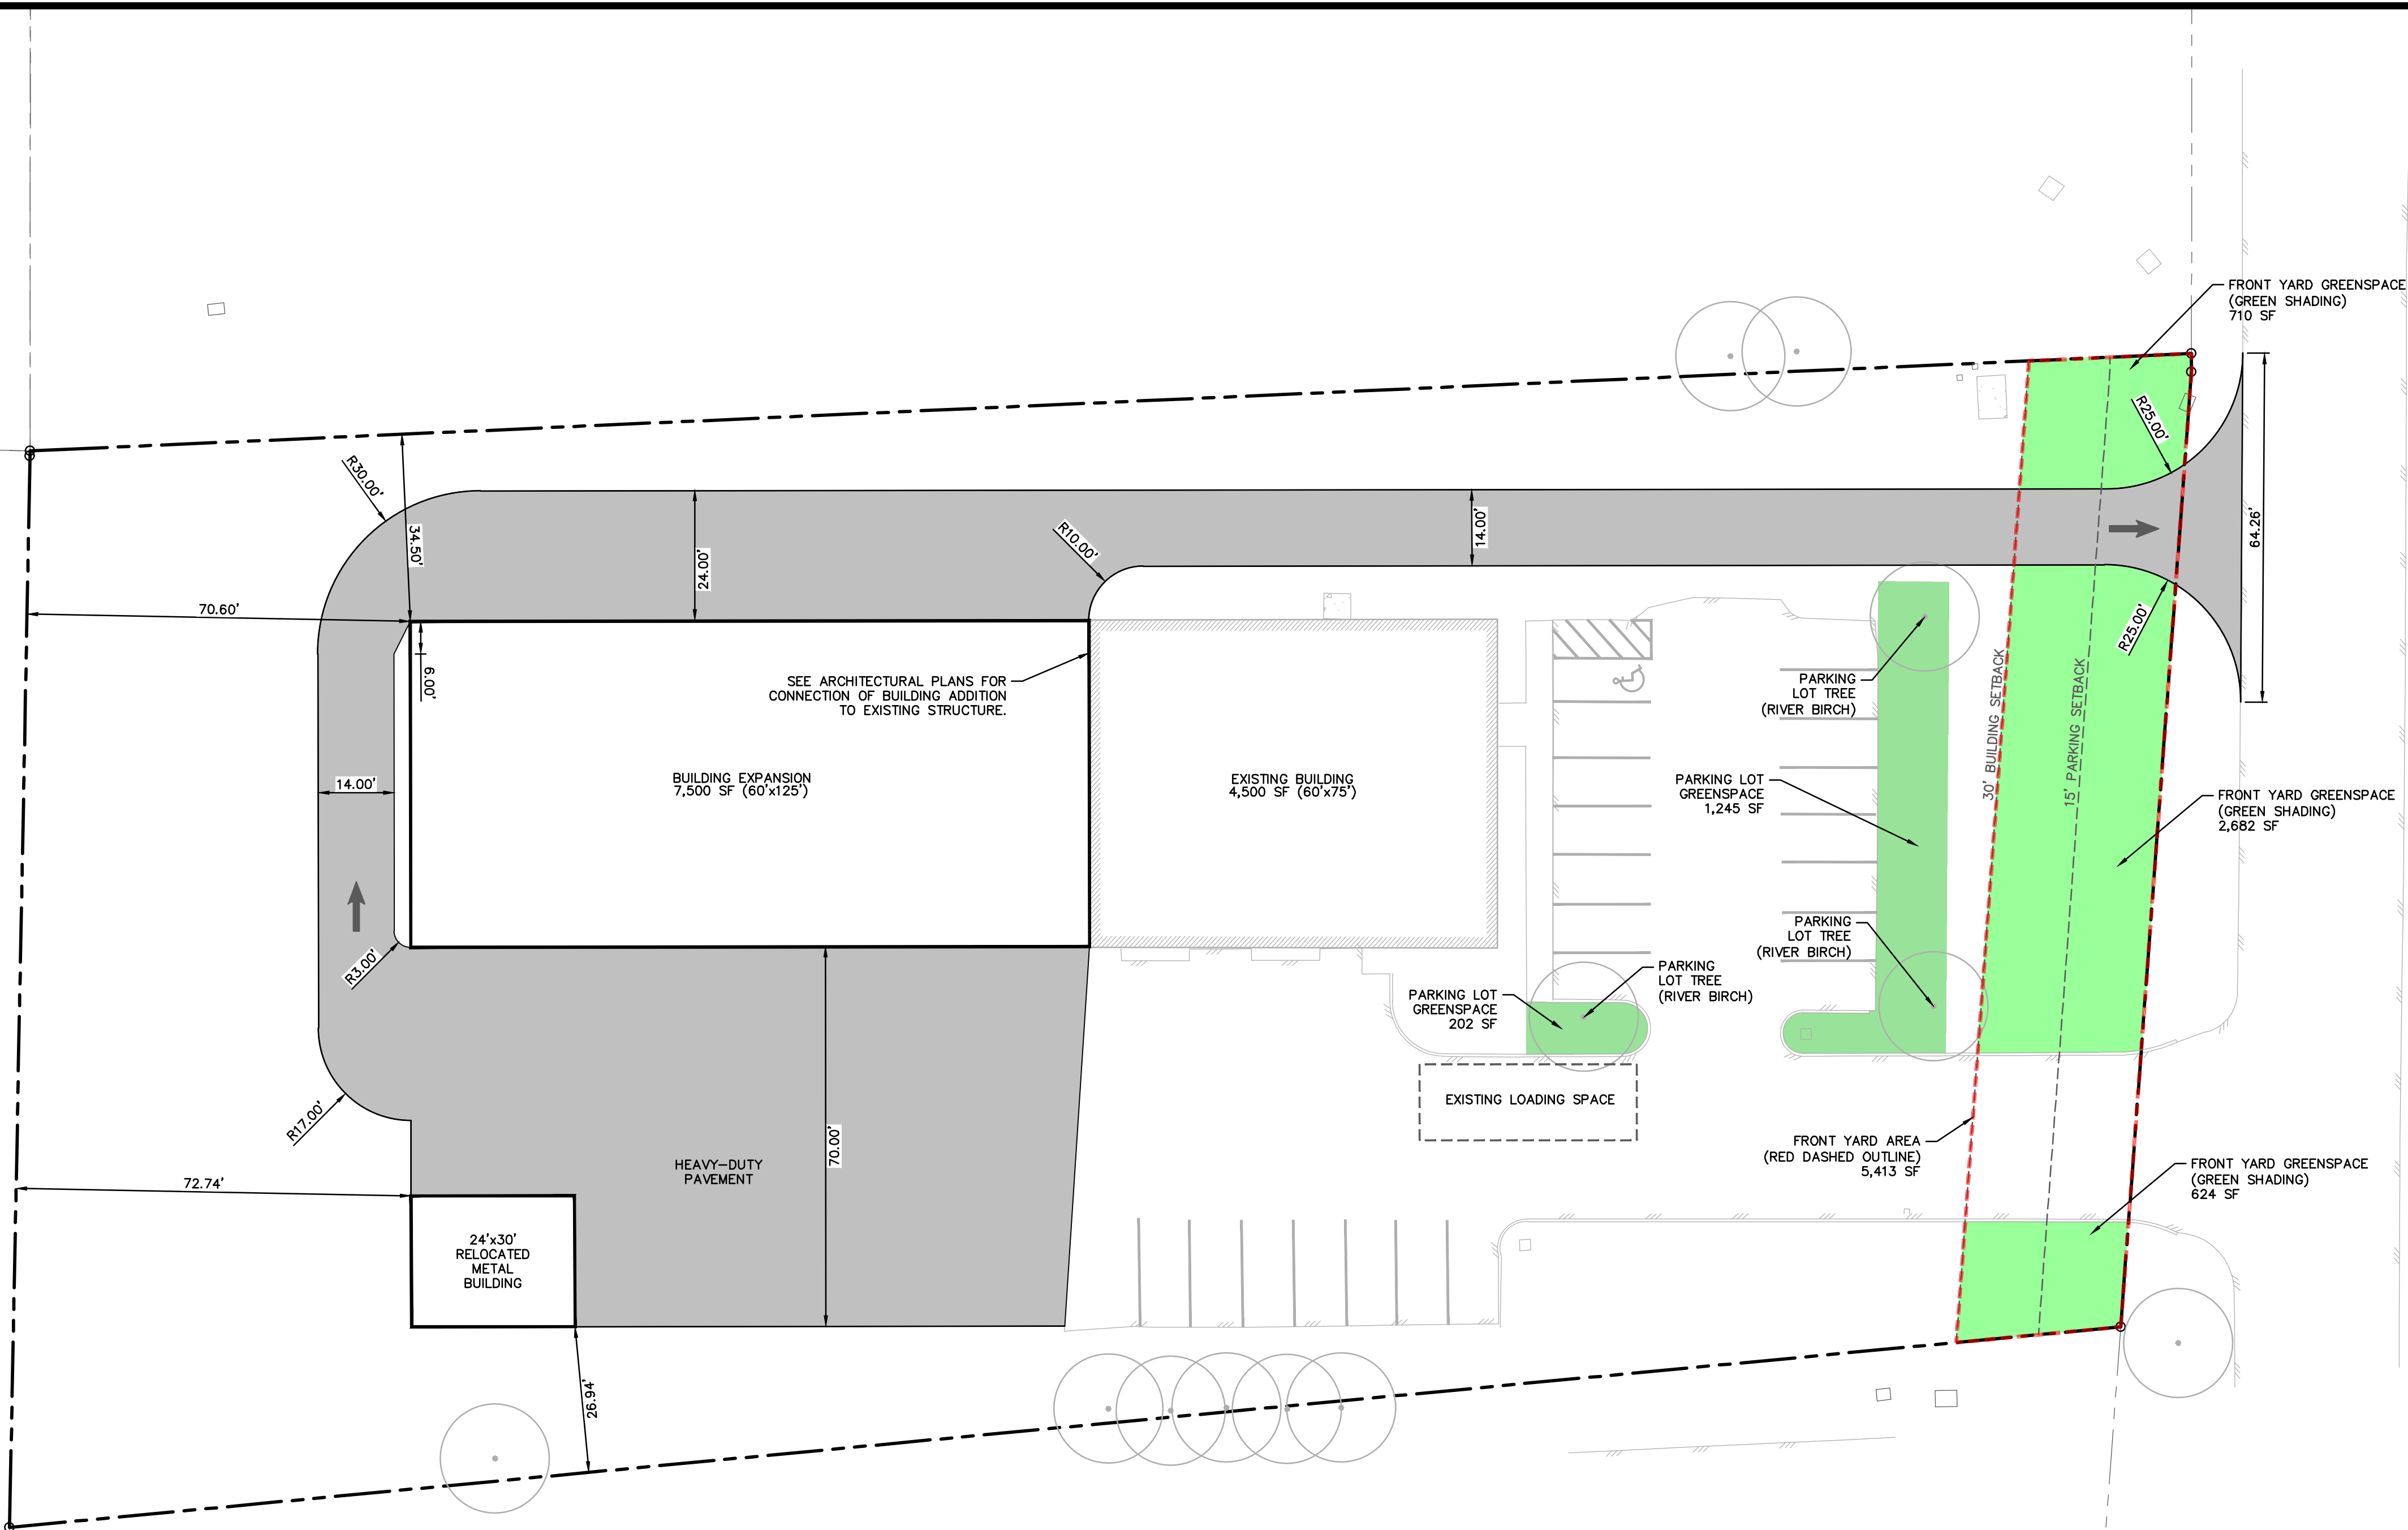 FRONT YARD GREENSPACE
(GREEN SHADING)
710 SF
R25.00'
R30.00'
34.50'
24.00'
R10.00'
14.00'
64.26'
70.60'
6.00'
SEE ARCHITECTURAL PLANS FOR
CONNECTION OF BUILDING ADDITION
TO EXISTING STRUCTURE.
PARKING
LOT TREE
(RIVER BIRCH)
R25.00'
30' BUILDING SETBACK
15' PARKING SETBACK
14.00'
BUILDING EXPANSION
7,500 SF (60'x125')
EXISTING BUILDING
4,500 SF (60'x75')
PARKING LOT
GREENSPACE
1,245 SF
FRONT YARD GREENSPACE
(GREEN SHADING)
2,682 SF
R3.00'
PARKING
LOT TREE
(RIVER BIRCH)
PARKING
LOT TREE
(RIVER BIRCH)
PARKING LOT
GREENSPACE
202 SF
EXISTING LOADING SPACE
R17.00'
70.00'
HEAVY-DUTY
PAVEMENT
FRONT YARD AREA
(RED DASHED OUTLINE)
5,413 SF
FRONT YARD GREENSPACE
(GREEN SHADING)
624 SF
72.74'
24'x30'
RELOCATED
METAL
BUILDING
26.94'